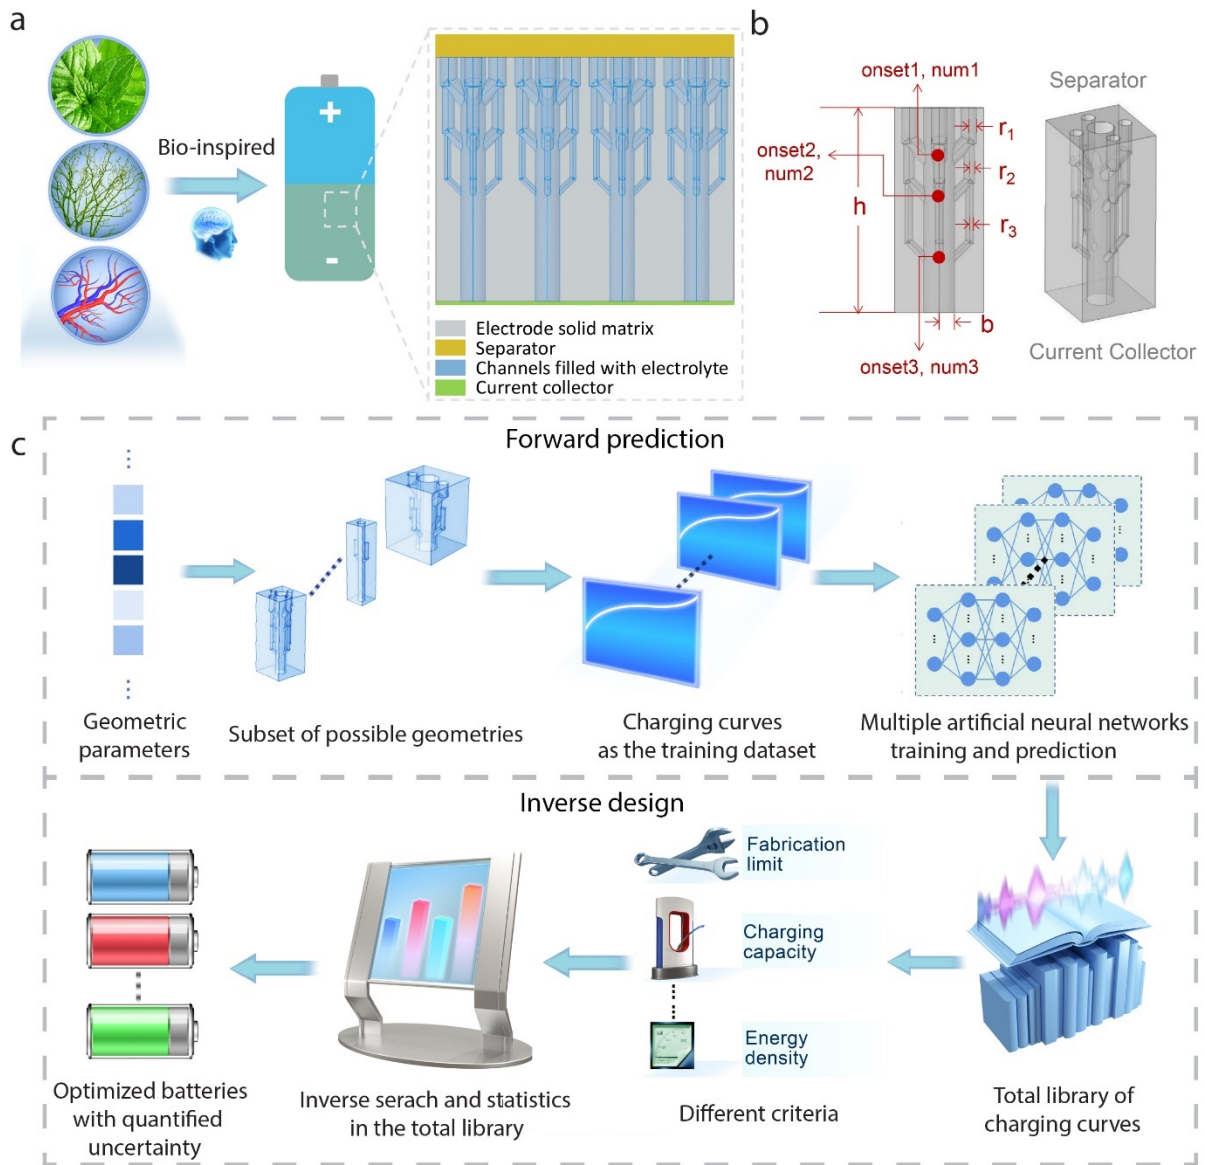 a
Bio-inspired
+
-
Electrode solid matrix
Separator
Channels filled with electrolyte
Current collector
b
onset1, num1
onset2,
num2
h
r1
r2
r3
b
onset3, num3
Separator
Current Collector
c
Forward prediction
Geometric
parameters
Subset of possible geometries
Charging curves
as the training dataset
Multiple artificial neural networks
training and prediction
Inverse design
Optimized batteries
with quantified
uncertainty
Inverse serach and statistics
in the total library
Fabrication
limit
Charging
capacity
Energy
density
Different criteria
Total library of
charging curves